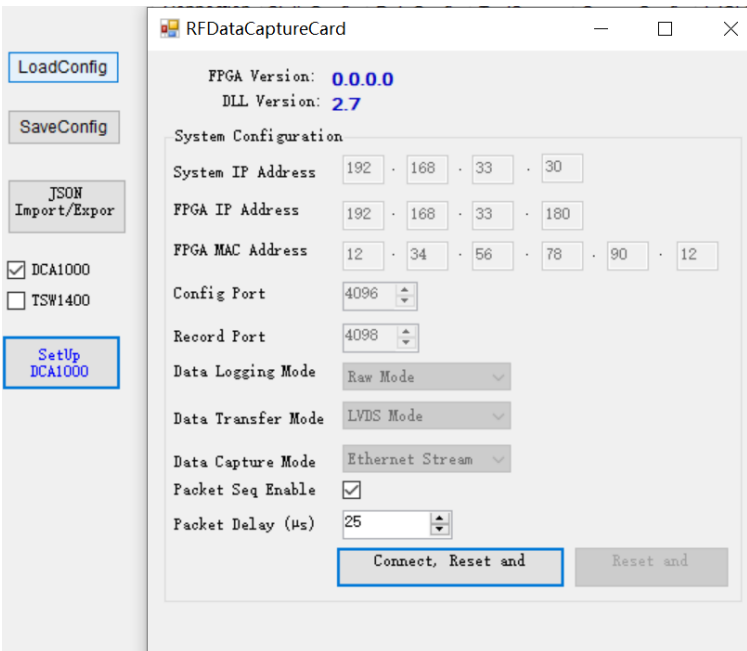 RFDataCaptureCard
LoadConfig
SaveConfig
JSON
Import/Expor
DCA1000
TSW1400
SetUp
DCA1000
FPGA Version: 0.0.0.0
DLL Version: 2.7
System Configuration
System IP Address 192 . 168 . 33 . 30
FPGA IP Address 192 . 168 . 33 . 180
FPGA MAC Address 12 . 34 . 56 . 78 . 90 . 12
Config Port 4096
Record Port 4098
Data Logging Mode Raw Mode
Data Transfer Mode LVDS Mode
Data Capture Mode Ethernet Stream
Packet Seq Enable
Packet Delay (μs) 25
Connect, Reset and Reset and